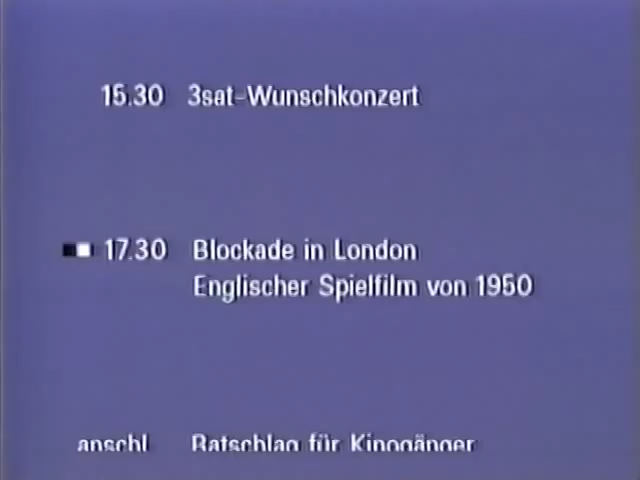 15.30 3sat-Wunschkonzert
17.30 Blockade in London
Englischer Spielfilm von 1950
anschl. Ratschlag für Kinogänger